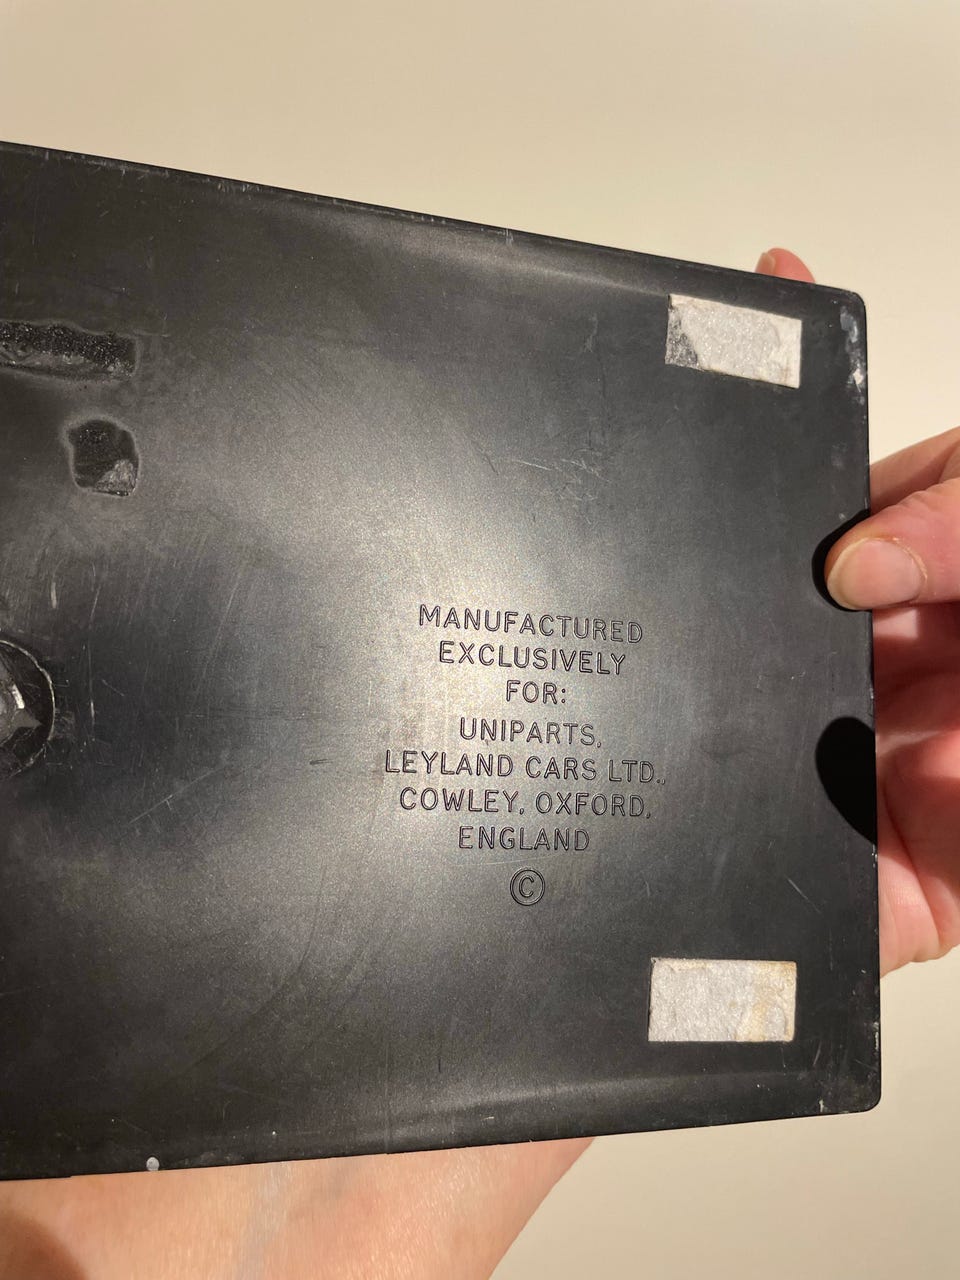 MANUFACTURED
EXCLUSIVELY
FOR:
UNIPARTS,
LEYLAND CARS LTD.,
COWLEY, OXFORD,
ENGLAND
©